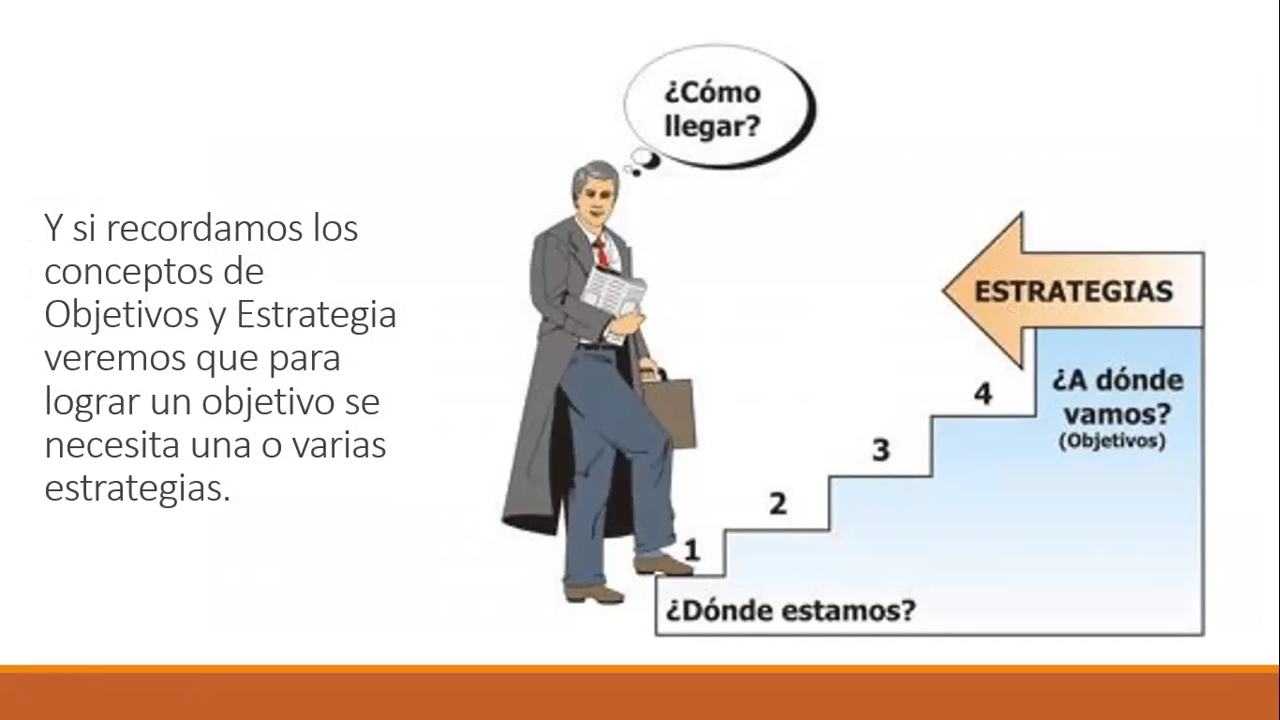 Y si recordamos los
conceptos de
Objetivos y Estrategia
veremos que para
lograr un objetivo se
necesita una o varias
estrategias.
¿Cómo
llegar?
ESTRATEGIAS
¿A dónde
vamos?
(Objetivos)
4
3
2
1
¿Dónde estamos?